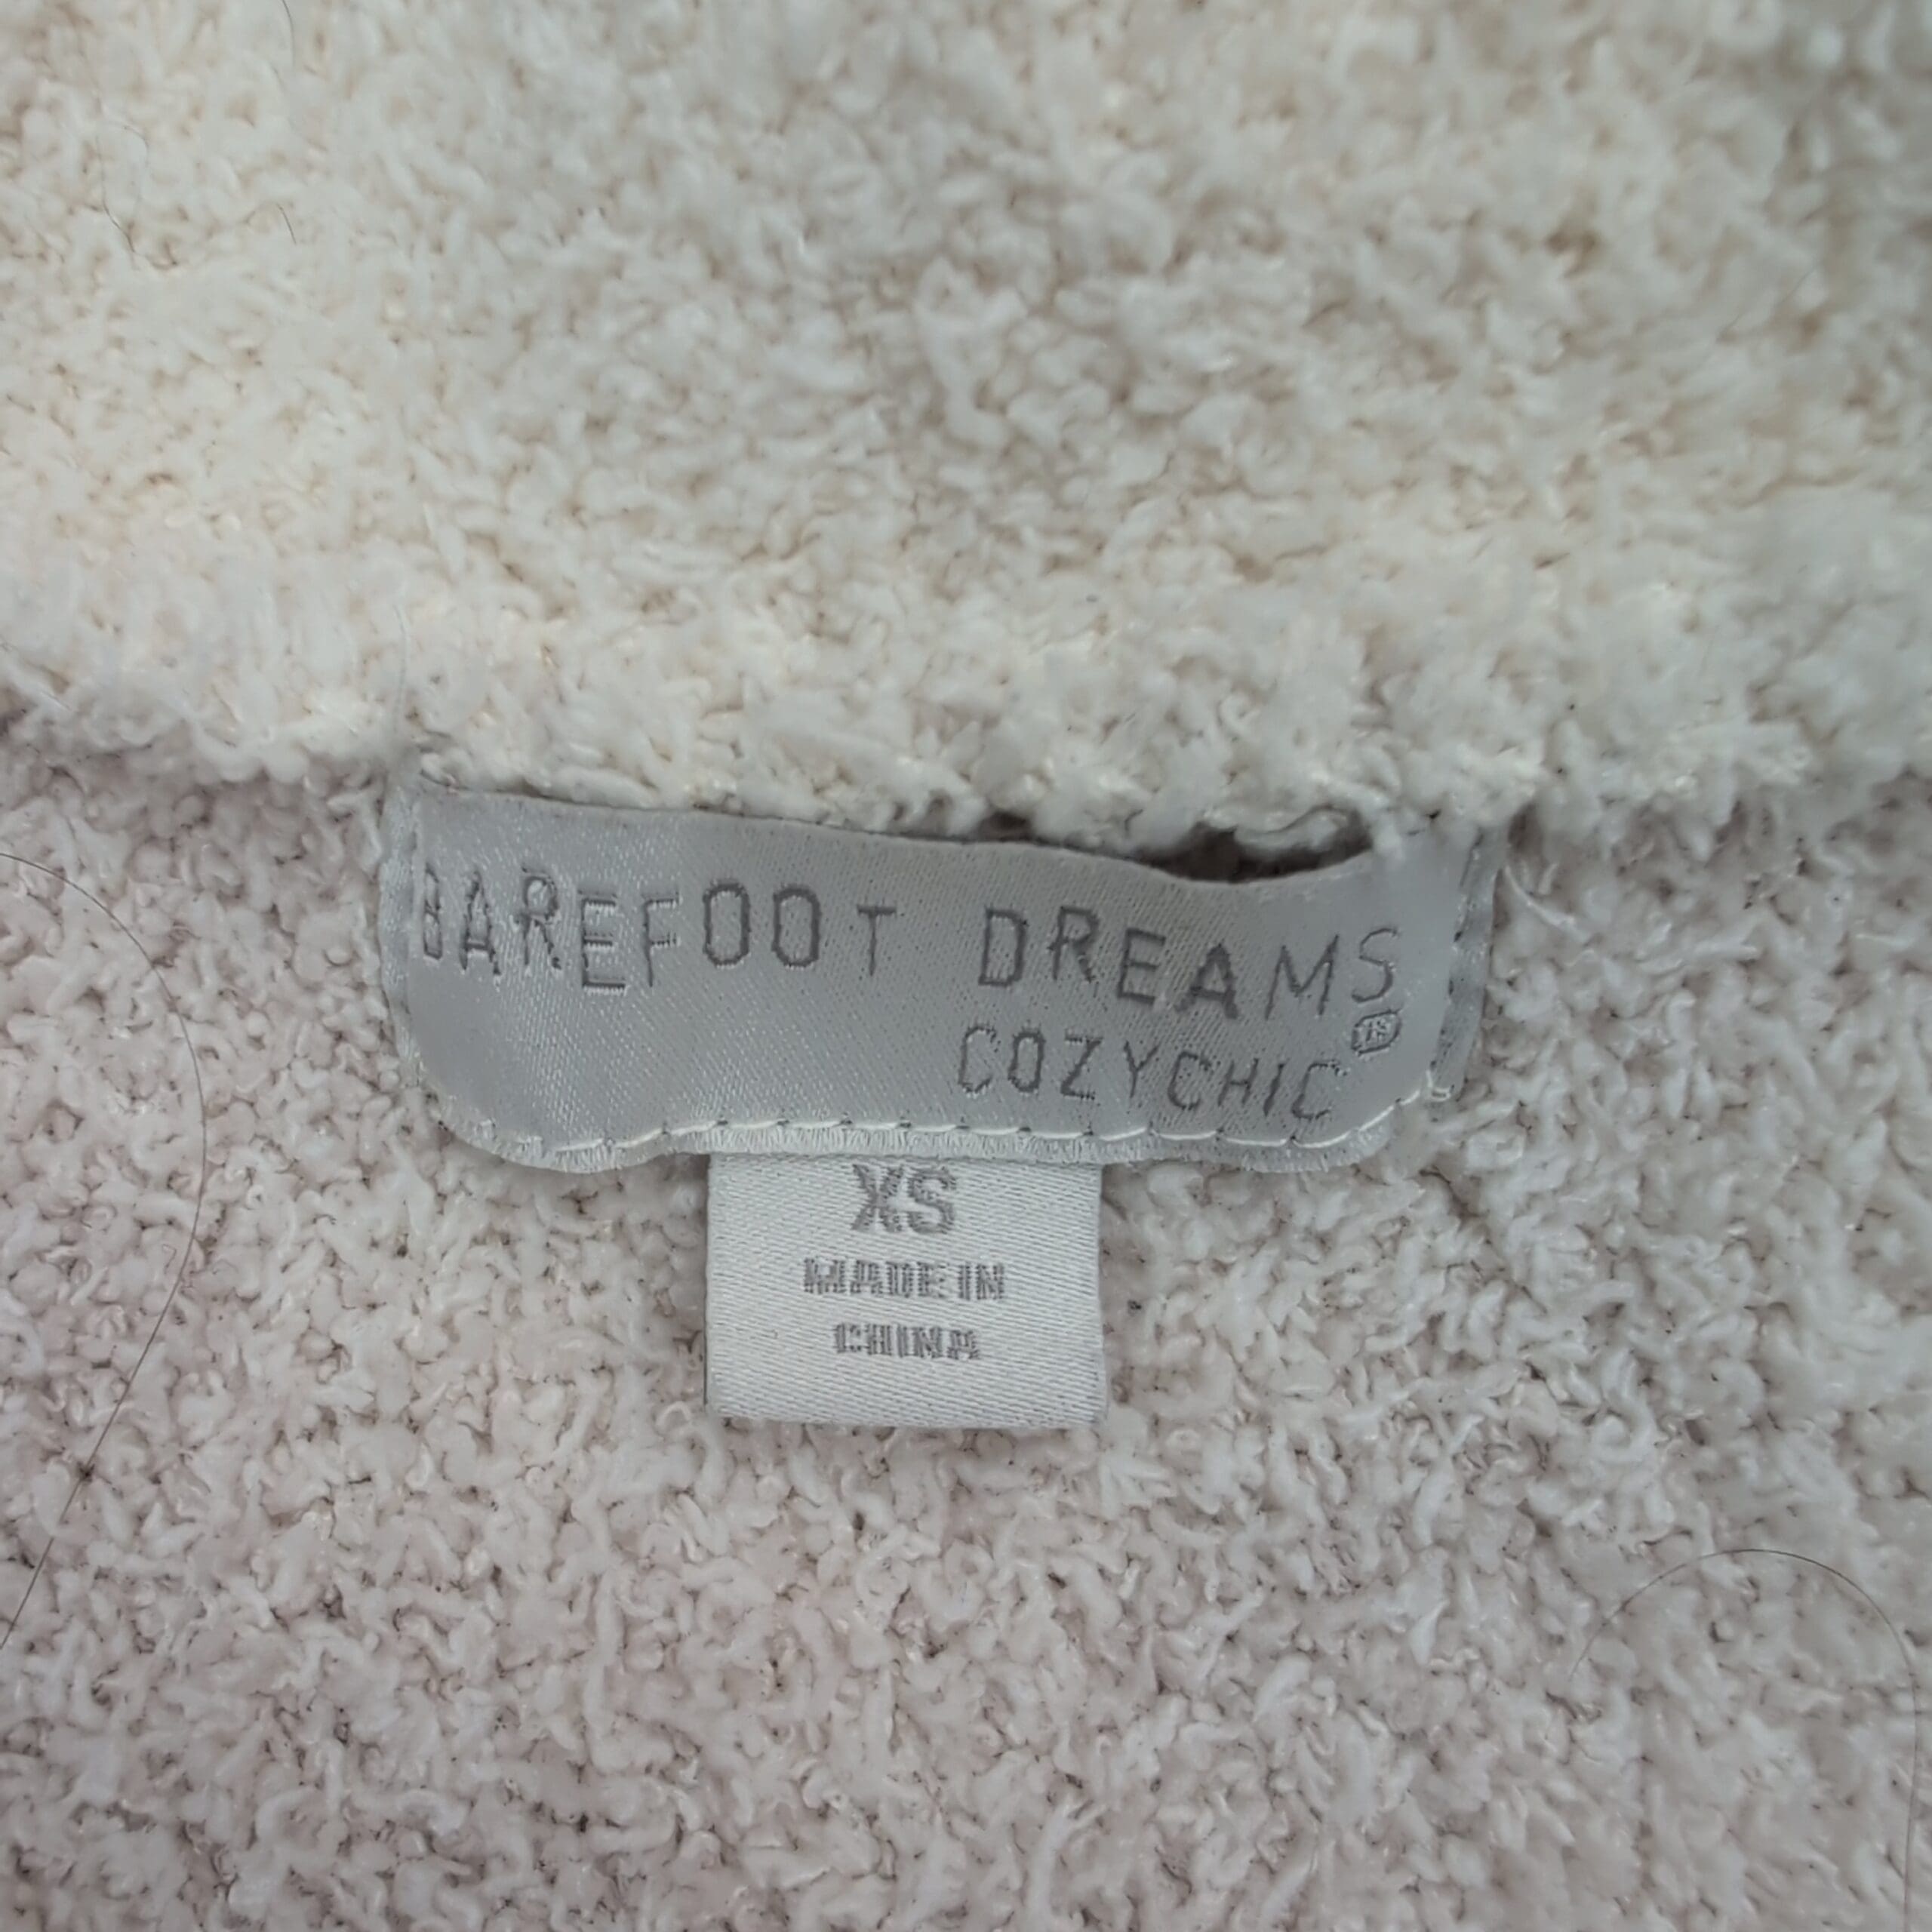 BAREFOOT DREAMS
COZYCHIC®
XS
MADE IN
CHINA